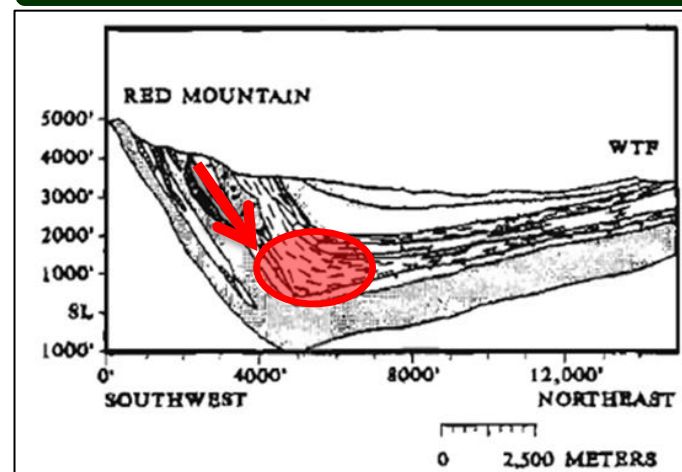 RED MOUNTAIN
WTF
5000'
4000'
3000'
2000'
1000'
SL
1000'
0'
4000'
8000'
12,000'
SOUTHWEST
NORTHEAST
0
2,500 METERS